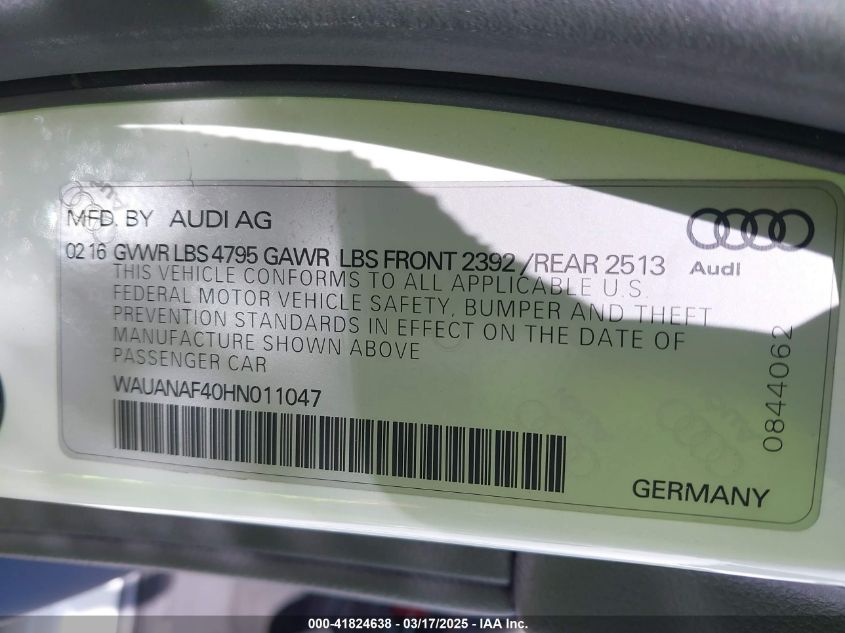 MFD. BY AUDI AG
02 16 GVWR LBS 4795 GAWR LBS FRONT 2392 /REAR 2513
THIS VEHICLE CONFORMS TO ALL APPLICABLE U.S.
FEDERAL MOTOR VEHICLE SAFETY, BUMPER AND THEFT
PREVENTION STANDARDS IN EFFECT ON THE DATE OF
MANUFACTURE SHOWN ABOVE
PASSENGER CAR
WAUANAF40HN011047
Audi
0844062
GERMANY
000-41824638 - 03/17/2025 - IAA Inc.